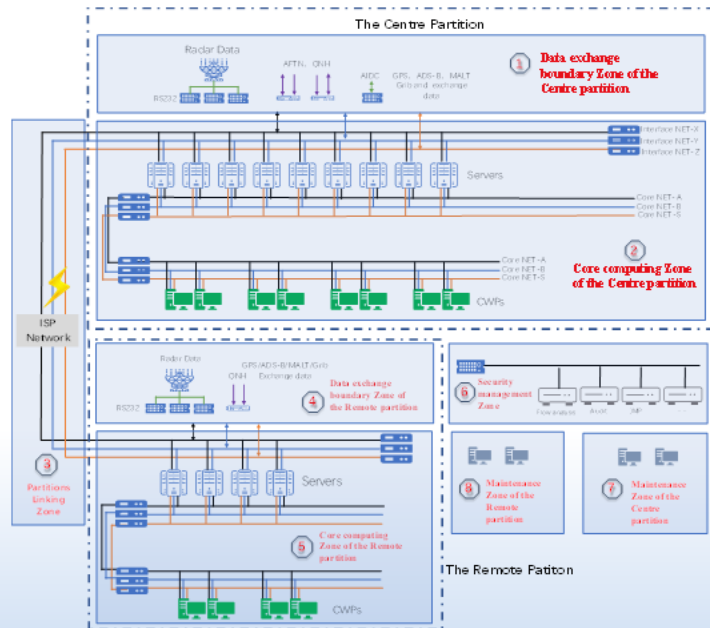 The Centre Partition
Radar Data
RS232
AFTN,
QNH
AIDC
GPS, ADS-B, MALT
Grib and exchange
data
1
Data exchange
boundary Zone of the
Centre partition
Interface NET-X
Interface NET-Y
Interface NET-Z
Servers
Core NET-A
Core NET-B
Core NET-S
Core NET-A
Core NET-B
Core NET-S
2
Core computing Zone
of the Centre partition
CWPs
ISP
Network
3
Partitions
Linking
Zone
Radar Data
RS232
QNH
GPS/ADS-B/MALT/Grib
Exchange data
4
Data exchange
boundary Zone of
the Remote partition
Servers
5
Core computing
Zone of the Remote
partition
CWPs
6
Security
management
Zone
Audit
8
Maintenance
Zone of the
Remote
partition
7
Maintenance
Zone of the
Centre
partition
The Remote Patiton